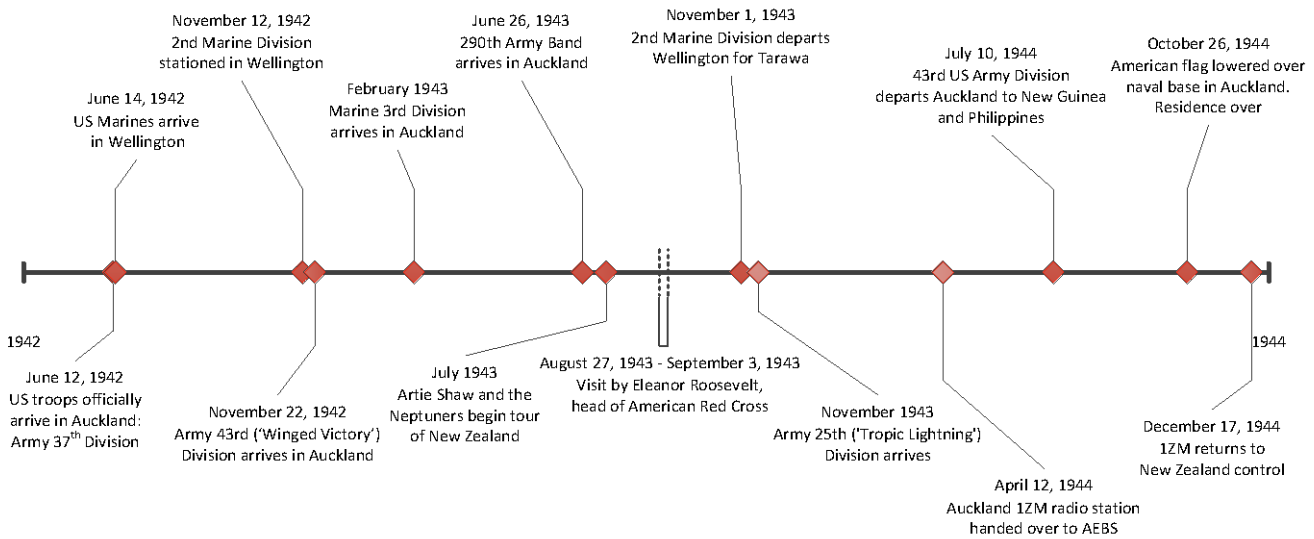 November 12, 1942
2nd Marine Division
stationed in Wellington
June 26, 1943
290th Army Band
arrives in Auckland
November 1, 1943
2nd Marine Division departs
Wellington for Tarawa
July 10, 1944
43rd US Army Division
departs Auckland to New Guinea
and Philippines
October 26, 1944
American flag lowered over
naval base in Auckland.
Residence over
June 14, 1942
US Marines arrive
in Wellington
February 1943
Marine 3rd Division
arrives in Auckland
1942
1944
June 12, 1942
US troops officially
arrive in Auckland:
Army 37th Division
November 22, 1942
Army 43rd (‘Winged Victory’)
Division arrives in Auckland
July 1943
Artie Shaw and the
Neptuners begin tour
of New Zealand
August 27, 1943 - September 3, 1943
Visit by Eleanor Roosevelt,
head of American Red Cross
November 1943
Army 25th ('Tropic Lightning')
Division arrives
April 12, 1944
Auckland 1ZM radio station
handed over to AEBS
December 17, 1944
1ZM returns to
New Zealand control